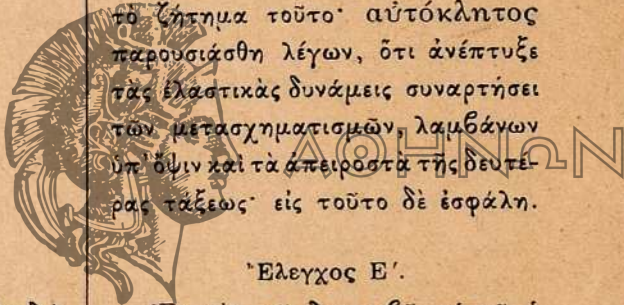 τὸ ζήτημα τοῦτο· αὐτόκλητος
παρουσιάσθη λέγων, ὅτι ἀνέπτυξε
τὰς ἐλαστικὰς δυνάμεις συναρτήσει
τῶν μετασχηματισμῶν, λαμβάνων
ὑπ' ὄψιν καὶ τὰ ἀπειροστὰ τῆς δευτέ-
ρας τάξεως· εἰς τοῦτο δὲ ἐσφάλη.
Ἔλεγχος Ε'.
ΑΘΗΝΩΝ